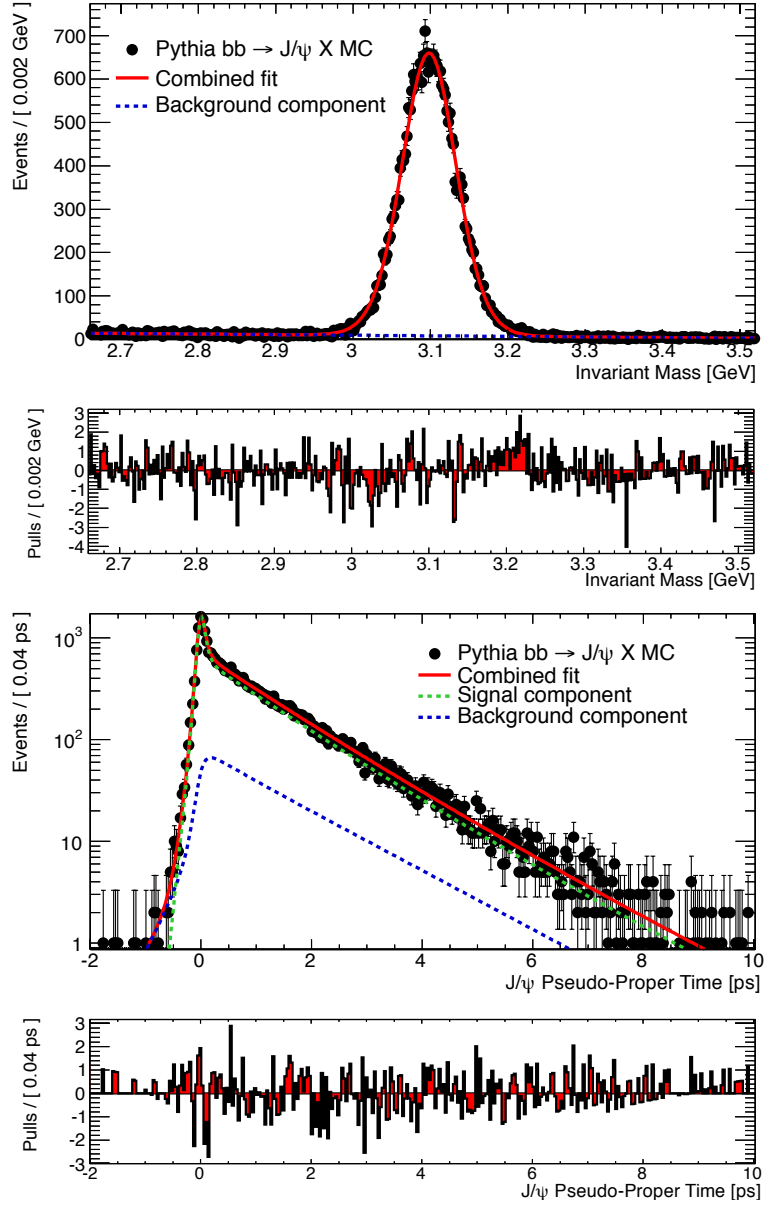 Events / [ 0.002 GeV ]
700
600
500
400
300
200
100
0
Pythia bb → J/ψ X MC
Combined fit
Background component
2.7 2.8 2.9 3 3.1 3.2 3.3 3.4 3.5
Invariant Mass [GeV]
Pulls / [ 0.002 GeV ]
3
2
1
0
-1
-2
-3
-4
2.7 2.8 2.9 3 3.1 3.2 3.3 3.4 3.5
Invariant Mass [GeV]
Events / [ 0.04 ps ]
10³
10²
10
1
Pythia bb → J/ψ X MC
Combined fit
Signal component
Background component
-2 0 2 4 6 8 10
J/ψ Pseudo-Proper Time [ps]
Pulls / [ 0.04 ps ]
3
2
1
0
-1
-2
-3
-2 0 2 4 6 8 10
J/ψ Pseudo-Proper Time [ps]